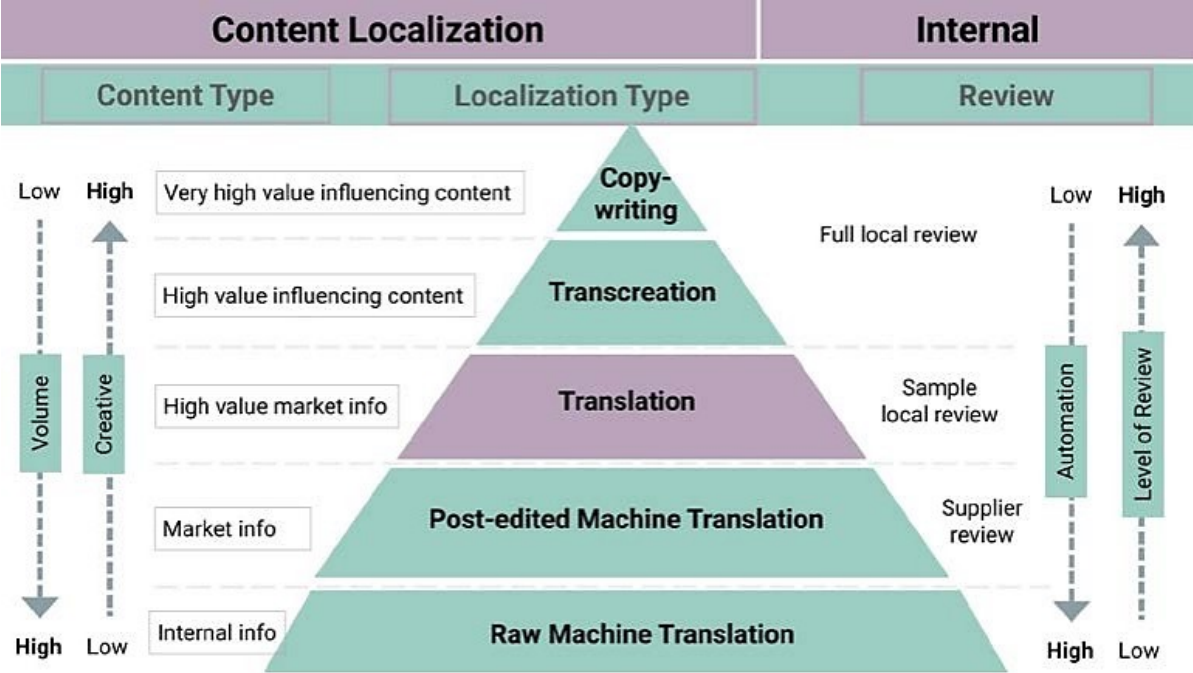 Content Localization
Internal
Content Type
Localization Type
Review
Low
High
Very high value influencing content
Copy-
writing
Full local review
Low
High
High value influencing content
Transcreation
Volume
Creative
High value market info
Translation
Sample
local review
Automation
Level of Review
Market info
Post-edited Machine Translation
Supplier
review
High
Low
Internal info
Raw Machine Translation
High
Low